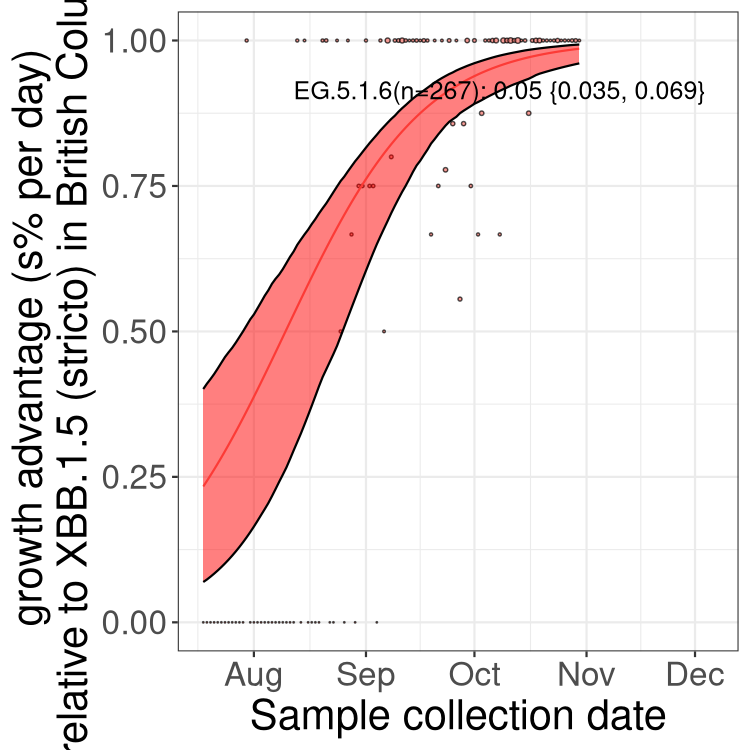 growth advantage (s% per day)
relative to XBB.1.5 (stricto) in British
1.00
0.75
0.50
0.25
0.00
EG.5.1.6(n=267): 0.05 {0.035, 0.069}
Aug Sep Oct Nov Dec
Sample collection date